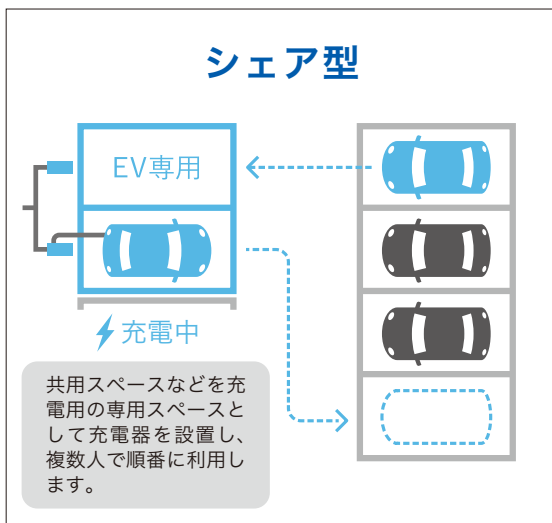 シェア型
EV専用
充電中
共用スペースなどを充
電用の専用スペースと
して充電器を設置し、
複数人で順番に利用し
ます。